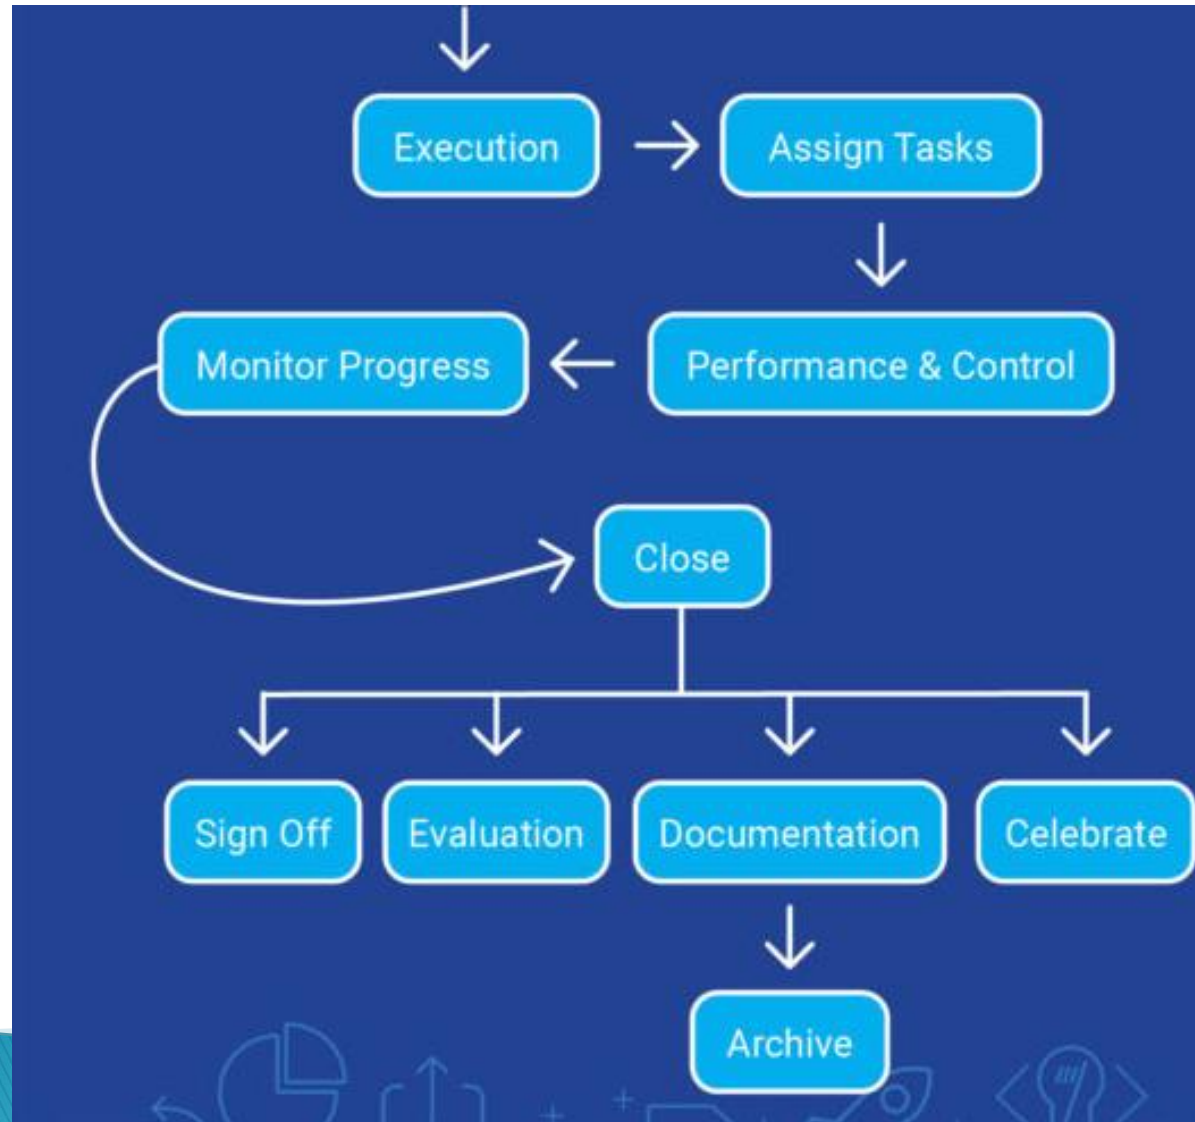 Execution
Assign Tasks
Monitor Progress
Performance & Control
Close
Sign Off
Evaluation
Documentation
Celebrate
Archive